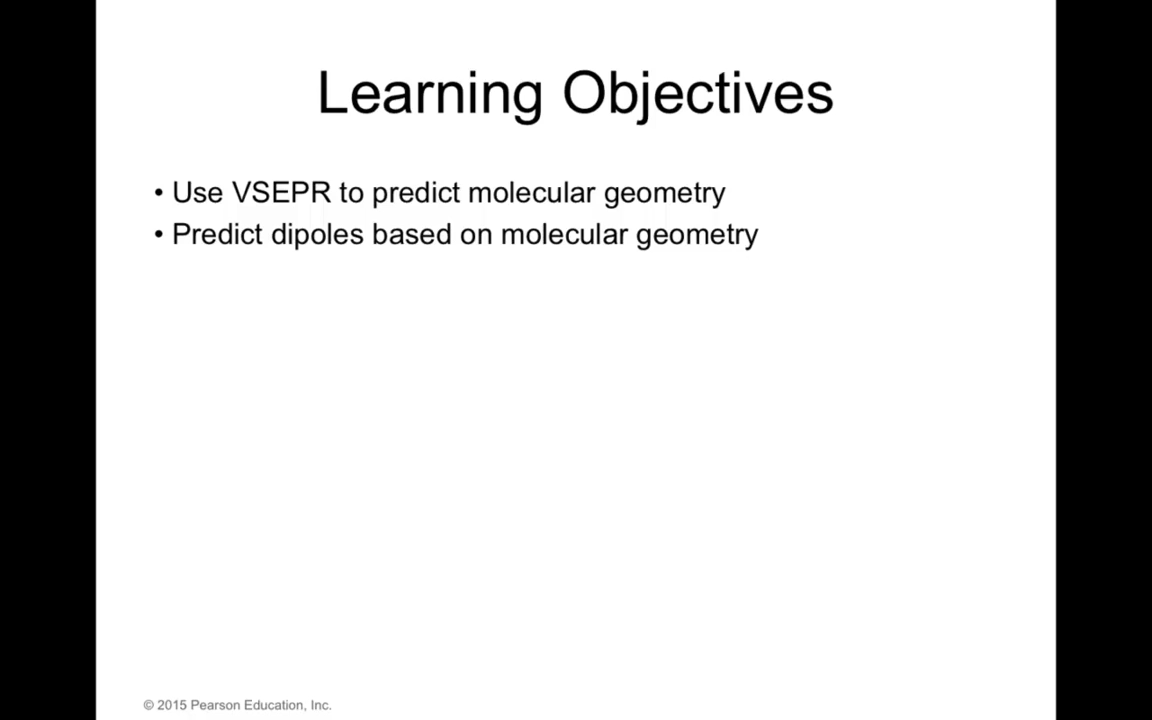 Learning Objectives
• Use VSEPR to predict molecular geometry
• Predict dipoles based on molecular geometry
© 2015 Pearson Education, Inc.